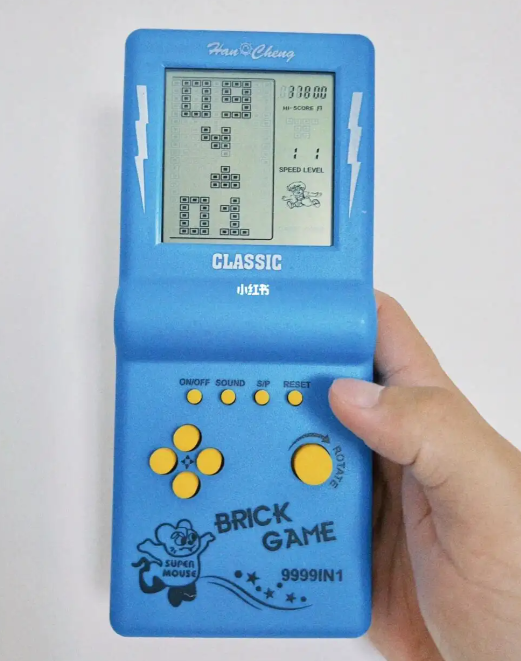 Han Cheng
37800
HI-SCORE
1 1
SPEED LEVEL
CLASSIC
小红书
ON/OFF SOUND S/P RESET
ROTATE
BRICK
GAME
SUPER
MOUSE
9999IN1